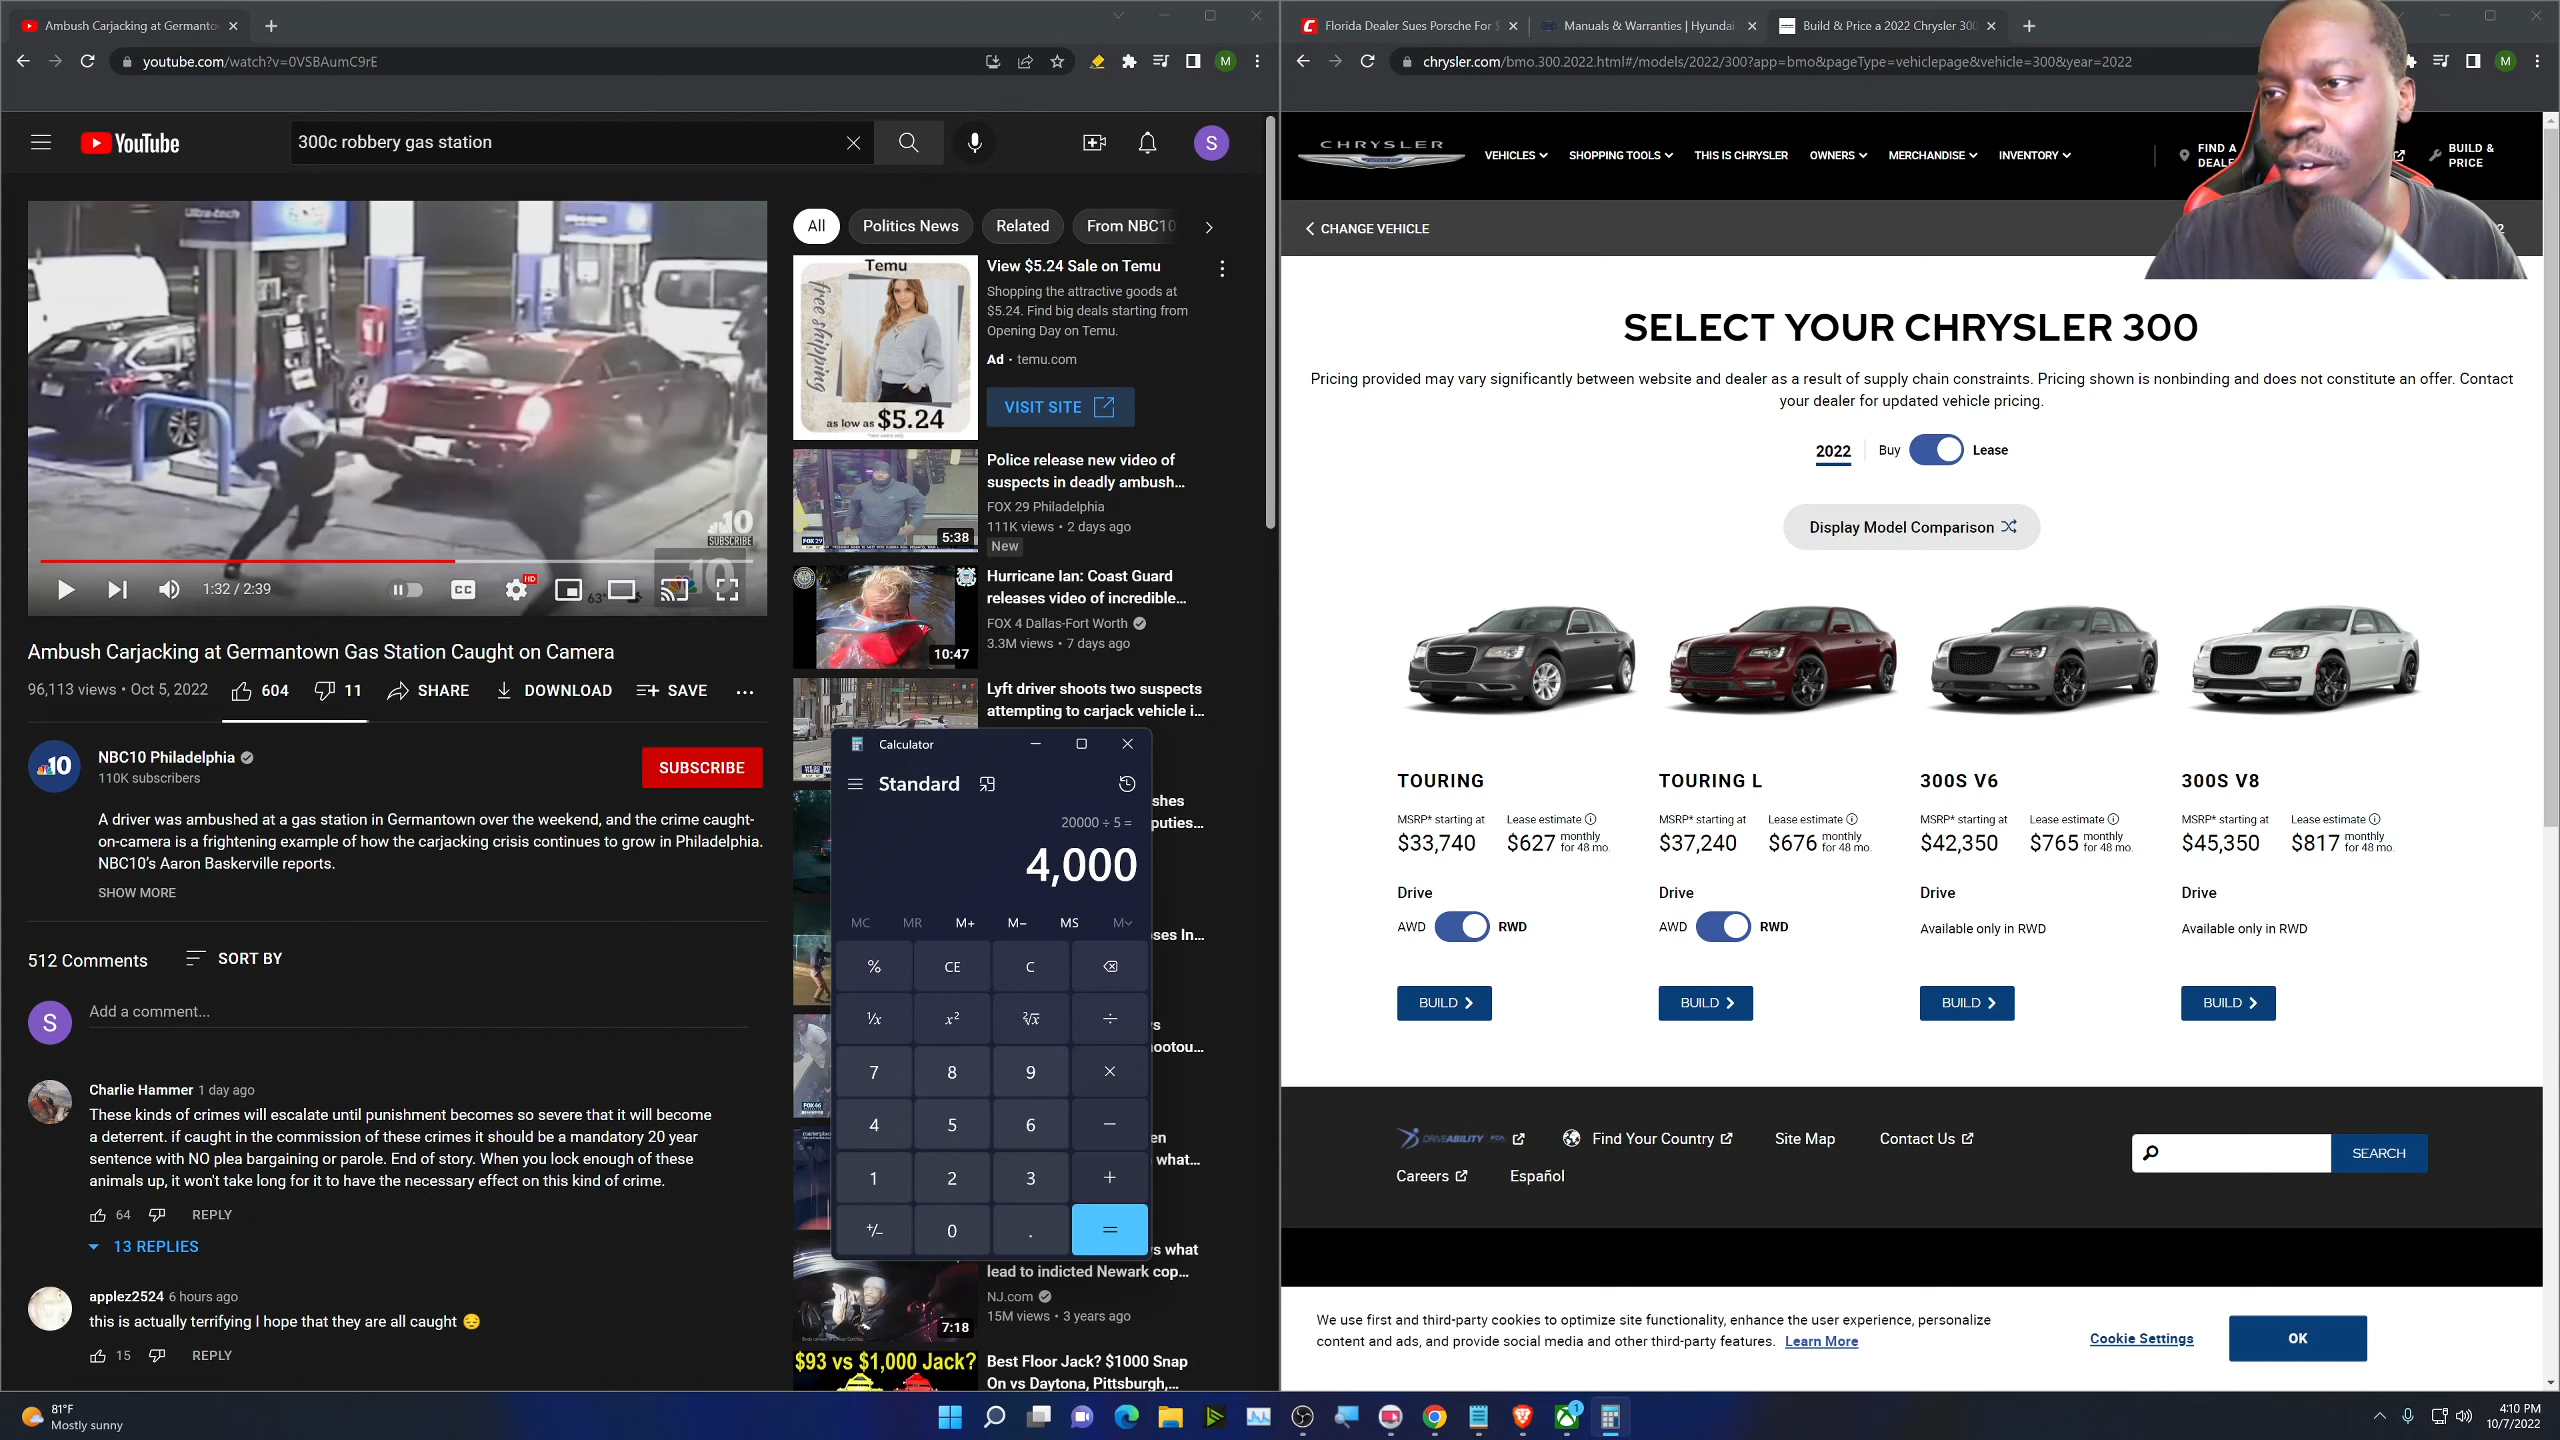 Ambush Carjacking at Germanto
youtube.com/watch?v=0VSBAumC9rE
M
YouTube
300c robbery gas station
S
Ultra-tech
10
SUBSCRIBE
1:32 / 2:39
CC
HD
63°
Ambush Carjacking at Germantown Gas Station Caught on Camera
96,113 views • Oct 5, 2022
604
11
SHARE
DOWNLOAD
SAVE
10
NBC10 Philadelphia
110K subscribers
SUBSCRIBE
A driver was ambushed at a gas station in Germantown over the weekend, and the crime caught-
on-camera is a frightening example of how the carjacking crisis continues to grow in Philadelphia.
NBC10's Aaron Baskerville reports.
SHOW MORE
512 Comments
SORT BY
S
Add a comment...
Charlie Hammer 1 day ago
These kinds of crimes will escalate until punishment becomes so severe that it will become
a deterrent. if caught in the commission of these crimes it should be a mandatory 20 year
sentence with NO plea bargaining or parole. End of story. When you lock enough of these
animals up, it won't take long for it to have the necessary effect on this kind of crime.
64
REPLY
13 REPLIES
applez2524 6 hours ago
this is actually terrifying I hope that they are all caught 😔
15
REPLY
All
Politics News
Related
From NBC10
Temu
free shipping
as low as $5.24
View $5.24 Sale on Temu
Shopping the attractive goods at
$5.24. Find big deals starting from
Opening Day on Temu.
Ad • temu.com
VISIT SITE
5:38
Police release new video of
suspects in deadly ambush...
FOX 29 Philadelphia
111K views • 2 days ago
New
10:47
Hurricane Ian: Coast Guard
releases video of incredible...
FOX 4 Dallas-Fort Worth
3.3M views • 7 days ago
Lyft driver shoots two suspects
attempting to carjack vehicle i...
shes
puties...
ses In...
s
ootou...
en
what...
s what
lead to indicted Newark cop...
NJ.com
15M views • 3 years ago
7:18
$93 vs $1,000 Jack?
Best Floor Jack? $1000 Snap
On vs Daytona, Pittsburgh,...
Calculator
Standard
20000 ÷ 5 =
4,000
MC MR M+ M− MS M˅
% CE C
¹/x x² ²√x ÷
7 8 9 ×
4 5 6 −
1 2 3 +
+/− 0 . =
Florida Dealer Sues Porsche For $
Manuals & Warranties | Hyundai
Build & Price a 2022 Chrysler 300
chrysler.com/bmo.300.2022.html#/models/2022/300?app=bmo&pageType=vehiclepage&vehicle=300&year=2022
M
CHRYSLER
VEHICLES
SHOPPING TOOLS
THIS IS CHRYSLER
OWNERS
MERCHANDISE
INVENTORY
FIND A
DEALE
BUILD &
PRICE
CHANGE VEHICLE
2
SELECT YOUR CHRYSLER 300
Pricing provided may vary significantly between website and dealer as a result of supply chain constraints. Pricing shown is nonbinding and does not constitute an offer. Contact
your dealer for updated vehicle pricing.
2022
Buy
Lease
Display Model Comparison
TOURING
MSRP* starting at
$33,740
Lease estimate
$627 monthly
for 48 mo.
Drive
AWD
RWD
BUILD
TOURING L
MSRP* starting at
$37,240
Lease estimate
$676 monthly
for 48 mo.
Drive
AWD
RWD
BUILD
300S V6
MSRP* starting at
$42,350
Lease estimate
$765 monthly
for 48 mo.
Drive
Available only in RWD
BUILD
300S V8
MSRP* starting at
$45,350
Lease estimate
$817 monthly
for 48 mo.
Drive
Available only in RWD
BUILD
DRIVEABILITY
Find Your Country
Site Map
Contact Us
Careers
Español
SEARCH
We use first and third-party cookies to optimize site functionality, enhance the user experience, personalize
content and ads, and provide social media and other third-party features. Learn More
Cookie Settings
OK
81°F
Mostly sunny
1
4:10 PM
10/7/2022